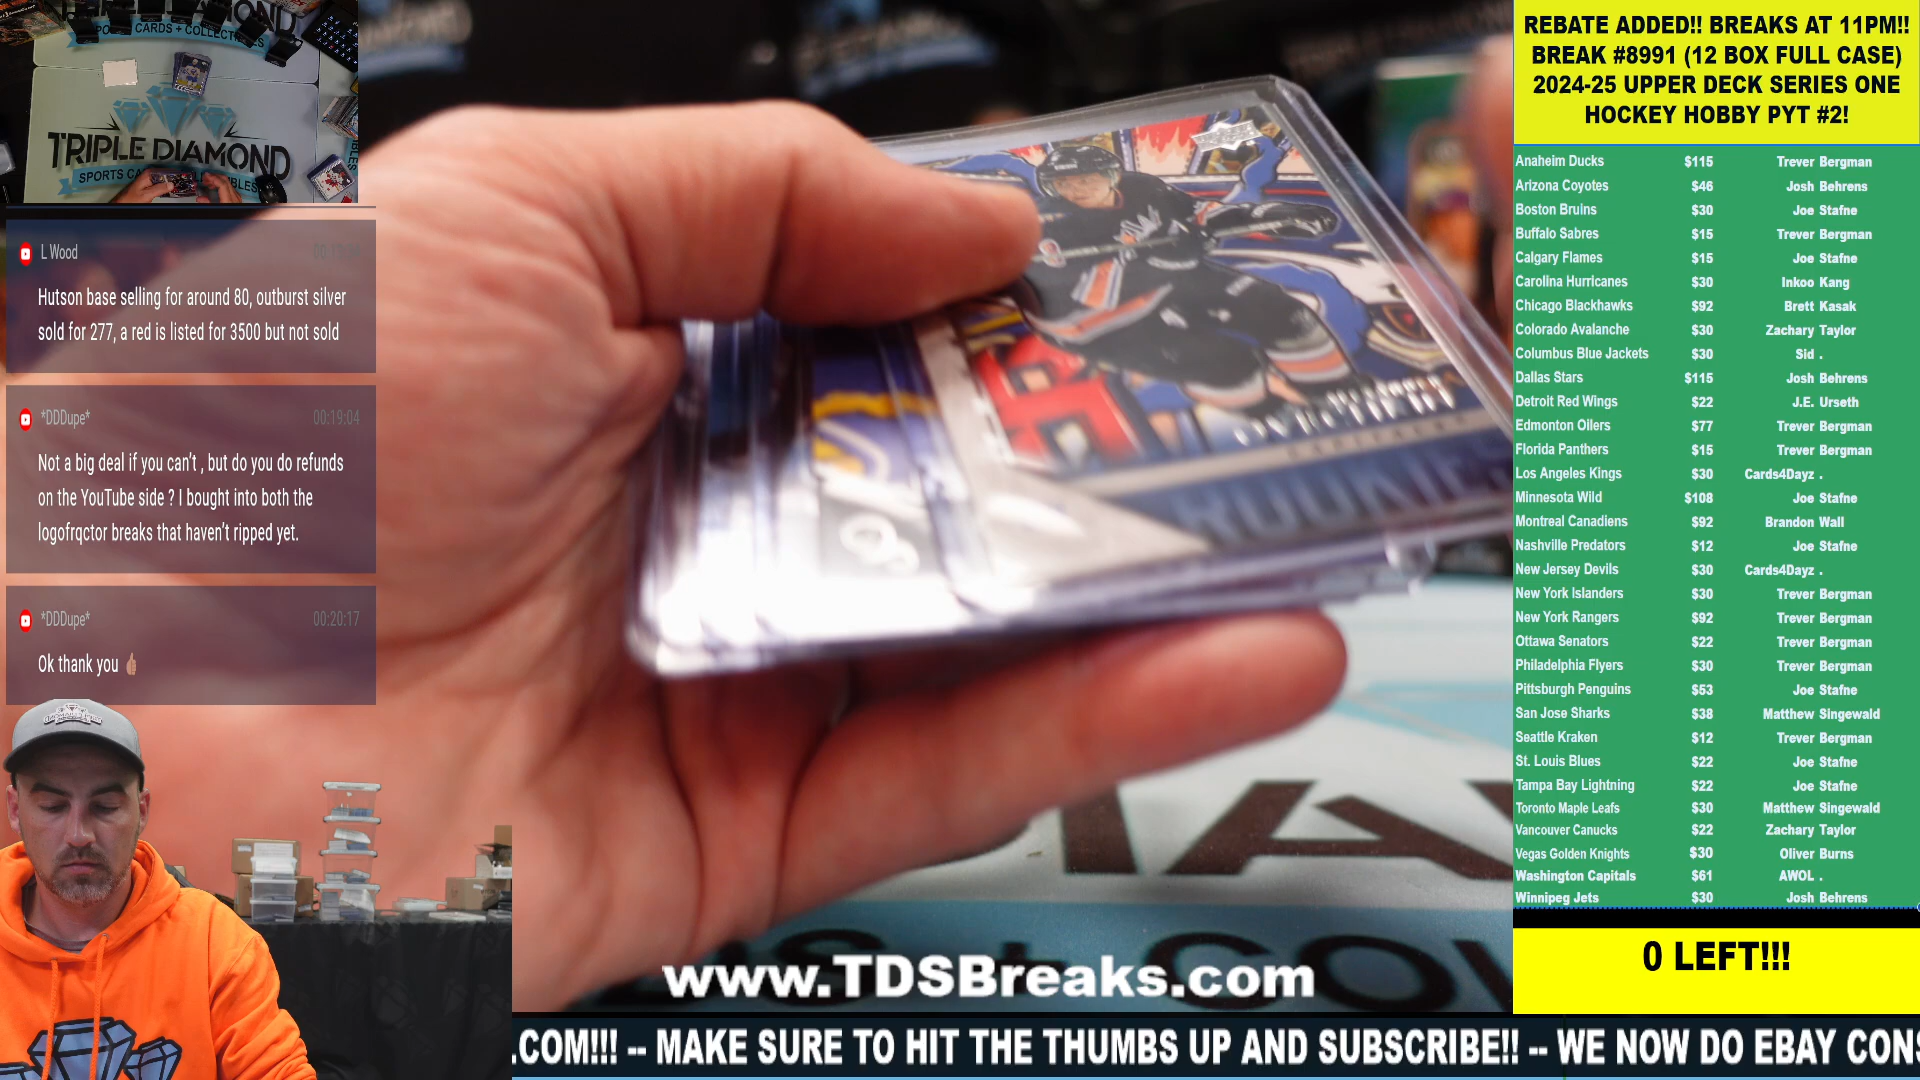 REBATE ADDED!! BREAKS AT 11PM!!
BREAK #8991 (12 BOX FULL CASE)
2024-25 UPPER DECK SERIES ONE
HOCKEY HOBBY PYT #2!
Anaheim Ducks $115 Trever Bergman
Arizona Coyotes $46 Josh Behrens
Boston Bruins $30 Joe Stafne
Buffalo Sabres $15 Trever Bergman
Calgary Flames $15 Joe Stafne
Carolina Hurricanes $30 Inkoo Kang
Chicago Blackhawks $92 Brett Kasak
Colorado Avalanche $30 Zachary Taylor
Columbus Blue Jackets $30 Sid .
Dallas Stars $115 Josh Behrens
Detroit Red Wings $22 J.E. Urseth
Edmonton Oilers $77 Trever Bergman
Florida Panthers $15 Trever Bergman
Los Angeles Kings $30 Cards4Dayz .
Minnesota Wild $108 Joe Stafne
Montreal Canadiens $92 Brandon Wall
Nashville Predators $12 Joe Stafne
New Jersey Devils $30 Cards4Dayz .
New York Islanders $30 Trever Bergman
New York Rangers $92 Trever Bergman
Ottawa Senators $22 Trever Bergman
Philadelphia Flyers $30 Trever Bergman
Pittsburgh Penguins $53 Joe Stafne
San Jose Sharks $38 Matthew Singewald
Seattle Kraken $12 Trever Bergman
St. Louis Blues $22 Joe Stafne
Tampa Bay Lightning $22 Joe Stafne
Toronto Maple Leafs $30 Matthew Singewald
Vancouver Canucks $22 Zachary Taylor
Vegas Golden Knights $30 Oliver Burns
Washington Capitals $61 AWOL .
Winnipeg Jets $30 Josh Behrens
0 LEFT!!!
TRIPLE DIAMOND
SPORTS CARDS
L Wood
Hutson base selling for around 80, outburst silver
sold for 277, a red is listed for 3500 but not sold
*DDDupe* 00:19:04
Not a big deal if you can't , but do you do refunds
on the YouTube side ? I bought into both the
logofrqctor breaks that haven't ripped yet.
*DDDupe* 00:20:17
Ok thank you 👍🏼
www.TDSBreaks.com
.COM!!! -- MAKE SURE TO HIT THE THUMBS UP AND SUBSCRIBE!! -- WE NOW DO EBAY CONS